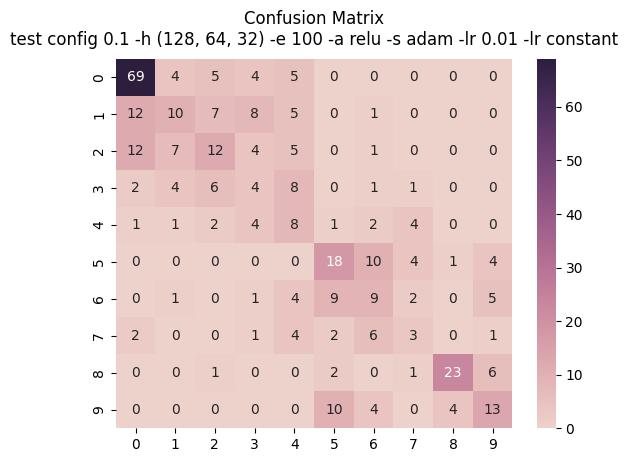 Confusion Matrix
test config 0.1 -h (128, 64, 32) -e 100 -a relu -s adam -lr 0.01 -lr constant
0 69 4 5 4 5 0 0 0 0 0
1 12 10 7 8 5 0 1 0 0 0
2 12 7 12 4 5 0 1 0 0 0
3 2 4 6 4 8 0 1 1 0 0
4 1 1 2 4 8 1 2 4 0 0
5 0 0 0 0 0 18 10 4 1 4
6 0 1 0 1 4 9 9 2 0 5
7 2 0 0 1 4 2 6 3 0 1
8 0 0 1 0 0 2 0 1 23 6
9 0 0 0 0 0 10 4 0 4 13
0 1 2 3 4 5 6 7 8 9
60
50
40
30
20
10
0